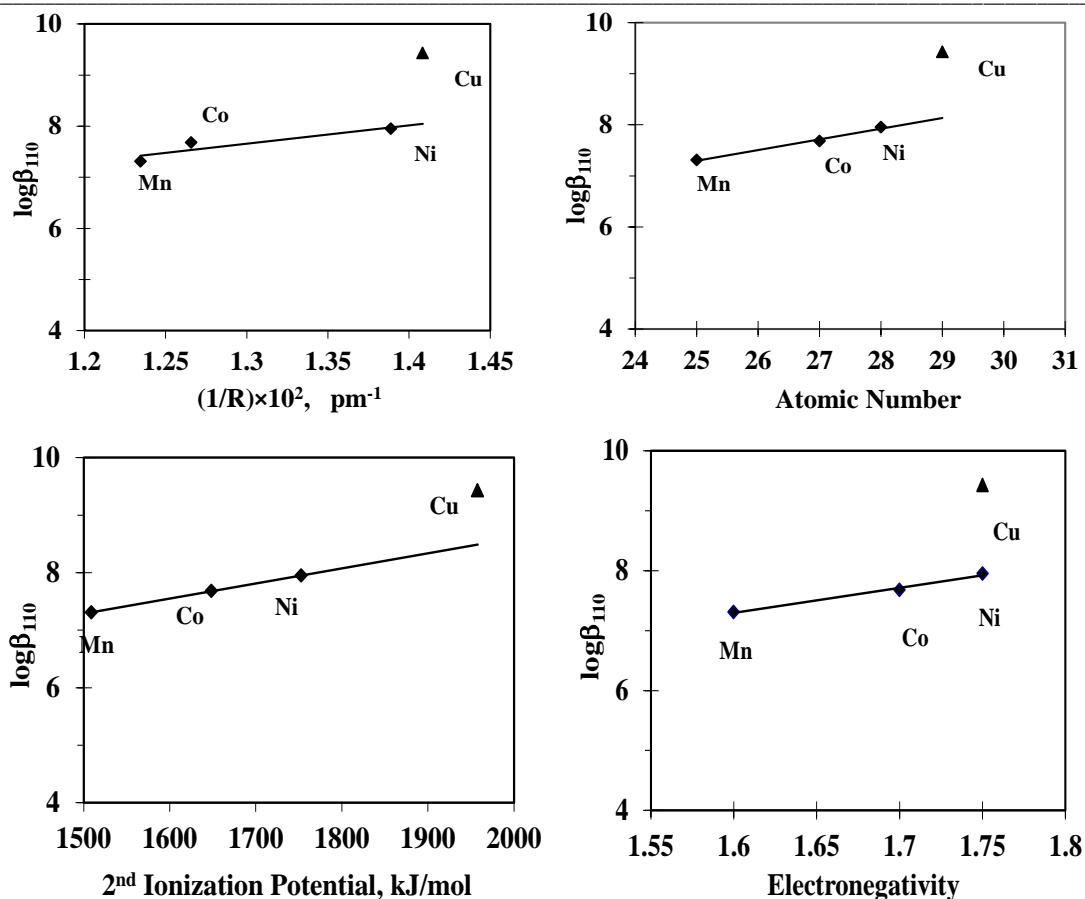 10
8
6
4
logβ₁₁₀
Cu
Co
Ni
Mn
1.2 1.25 1.3 1.35 1.4 1.45
(1/R)×10², pm⁻¹
10
8
6
4
logβ₁₁₀
Cu
Ni
Co
Mn
24 25 26 27 28 29 30 31
Atomic Number
10
8
6
4
logβ₁₁₀
Cu
Ni
Co
Mn
1500 1600 1700 1800 1900 2000
2ⁿᵈ Ionization Potential, kJ/mol
10
8
6
4
logβ₁₁₀
Cu
Ni
Co
Mn
1.55 1.6 1.65 1.7 1.75 1.8
Electronegativity